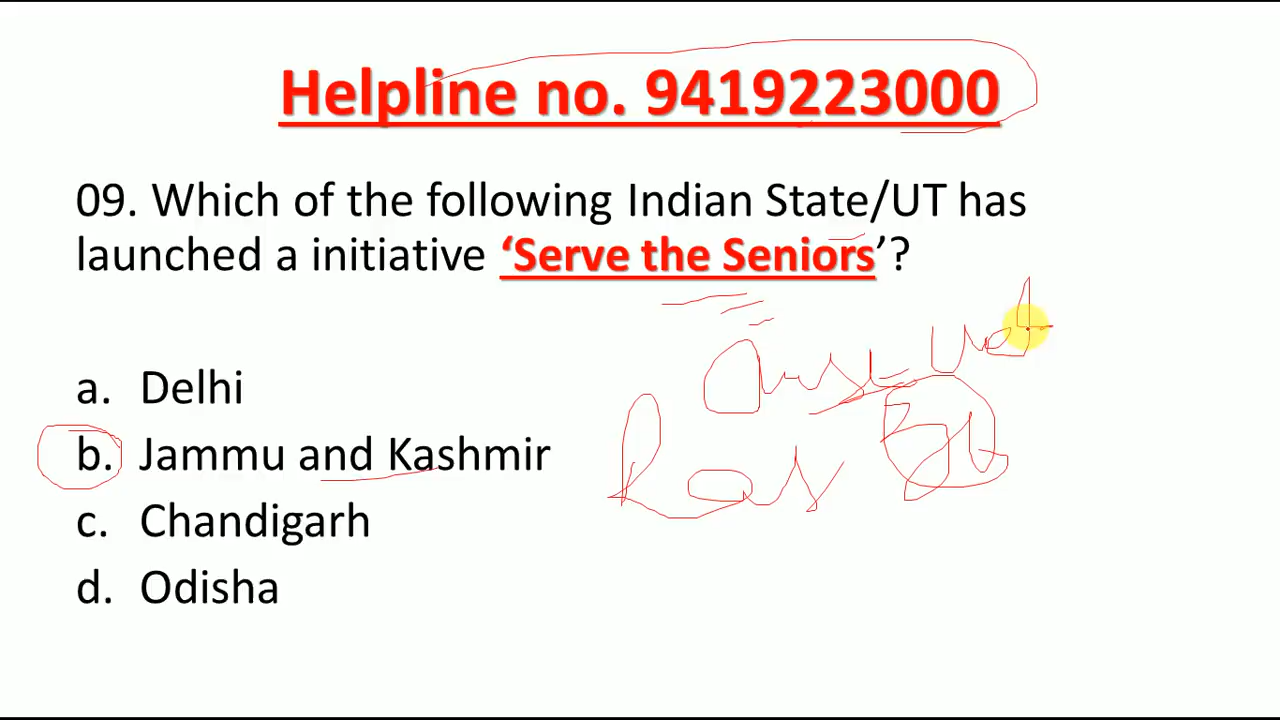 Helpline no. 9419223000
09. Which of the following Indian State/UT has
launched a initiative ‘Serve the Seniors’?
a. Delhi
b. Jammu and Kashmir
c. Chandigarh
d. Odisha